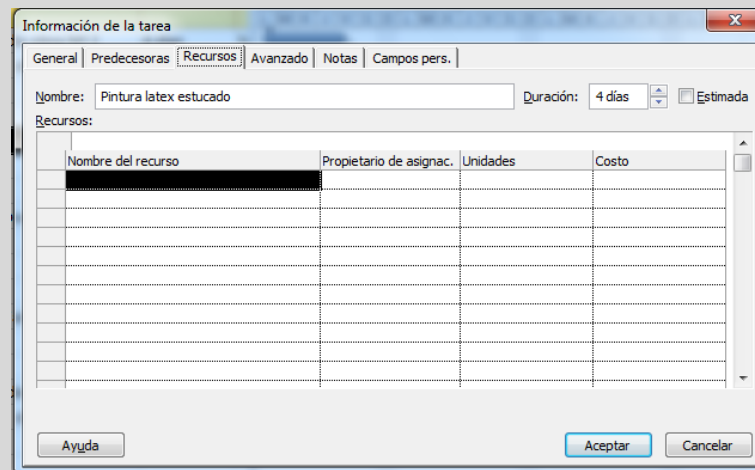 Información de la tarea
General Predecesoras Recursos Avanzado Notas Campos pers.
Nombre: Pintura latex estucado Duración: 4 días Estimada
Recursos:
Nombre del recurso Propietario de asignac. Unidades Costo
Ayuda Aceptar Cancelar